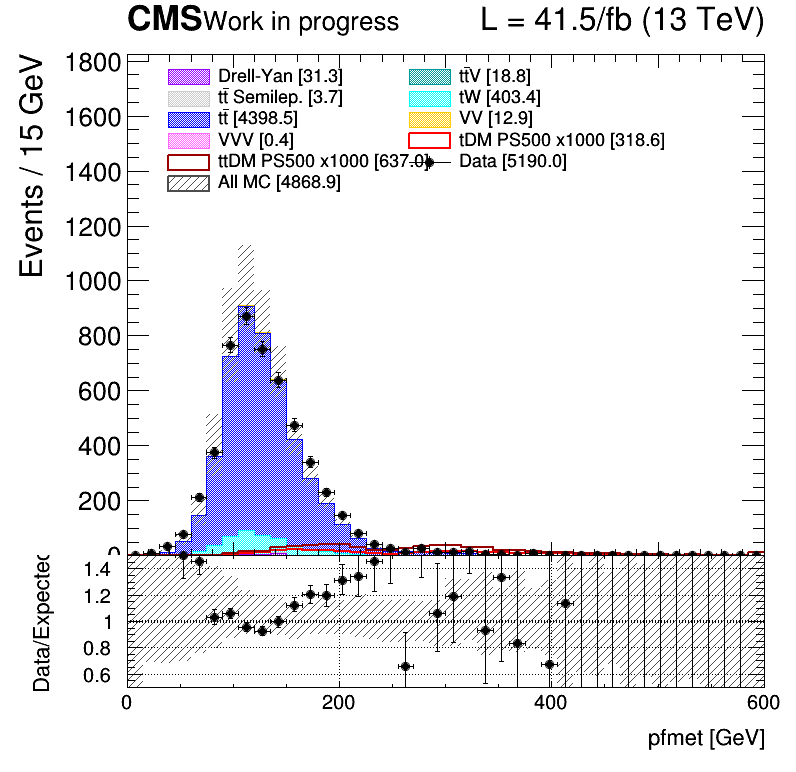 CMS Work in progress L = 41.5/fb (13 TeV)
Events / 15 GeV
1800
1600
1400
1200
1000
800
600
400
200
0
Drell-Yan [31.3]
tt̄V [18.8]
tt̄ Semilep. [3.7]
tW [403.4]
tt̄ [4398.5]
VV [12.9]
VVV [0.4]
tDM PS500 x1000 [318.6]
ttDM PS500 x1000 [637.0]
Data [5190.0]
All MC [4868.9]
Data/Expected
1.4
1.2
1
0.8
0.6
0 200 400 600
pfmet [GeV]